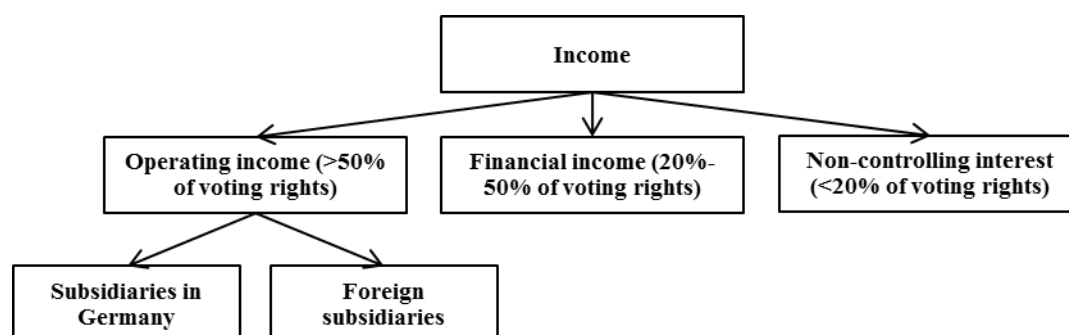 Income
Operating income (>50%
of voting rights)
Financial income (20%-
50% of voting rights)
Non-controlling interest
(<20% of voting rights)
Subsidiaries in
Germany
Foreign
subsidiaries